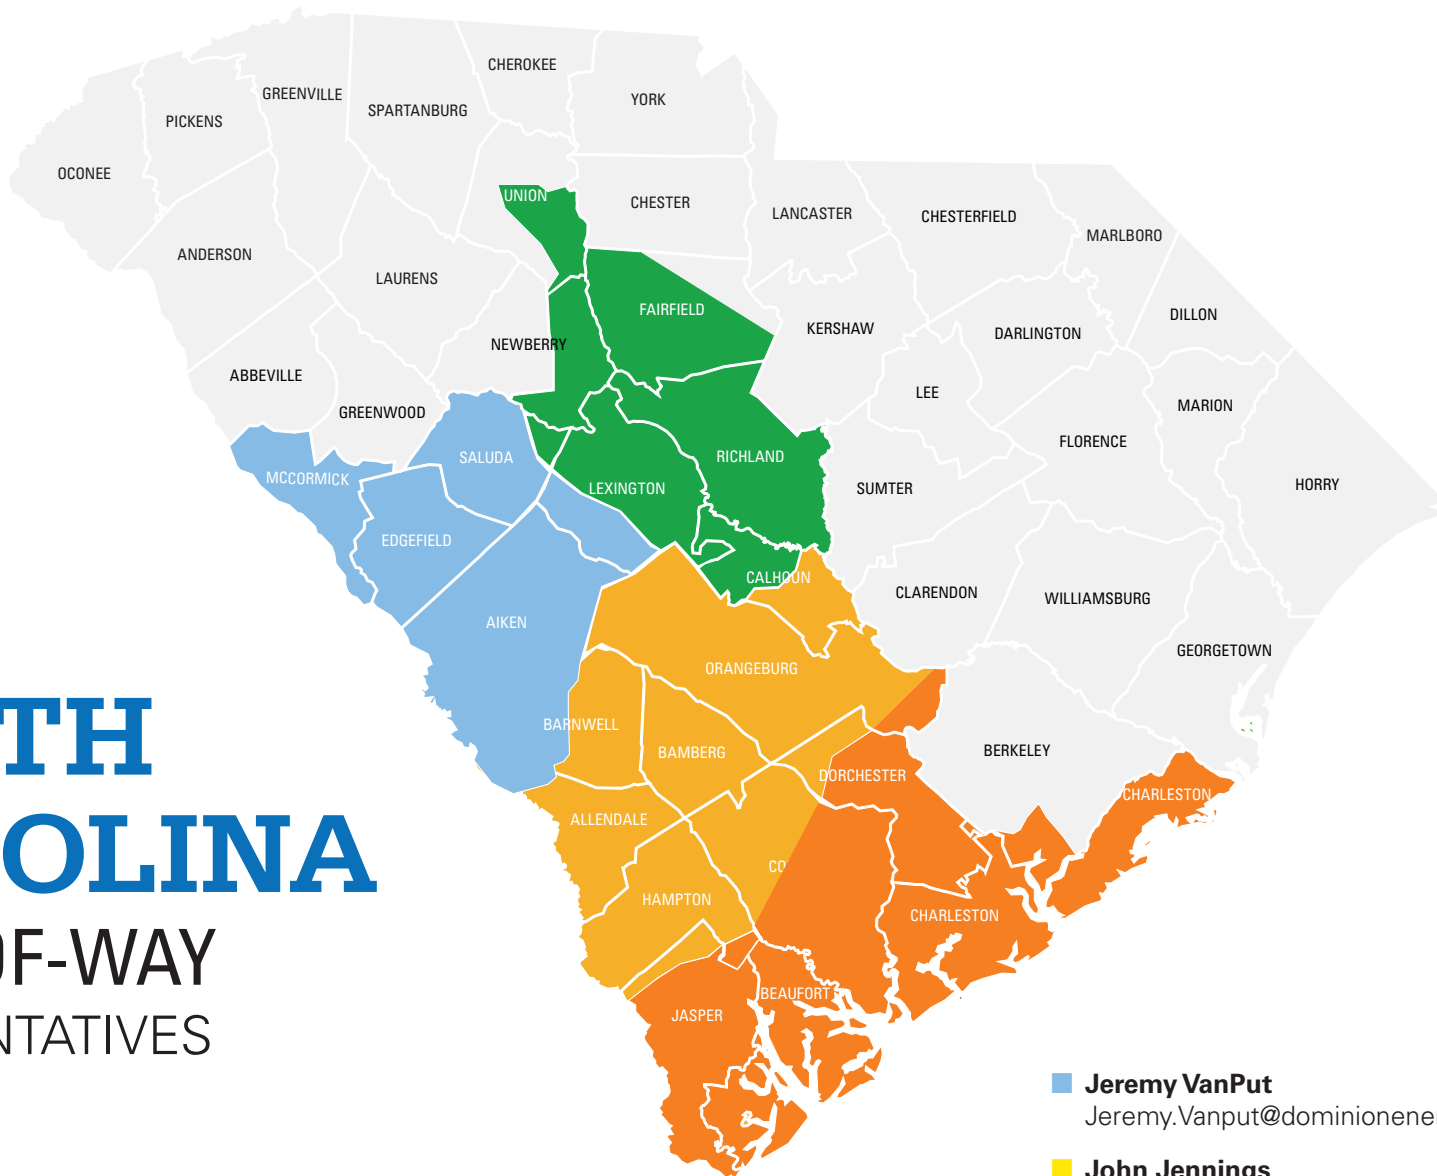 CHEROKEE
GREENVILLE
YORK
SPARTANBURG
PICKENS
OCONEE
UNION
CHESTER
LANCASTER
CHESTERFIELD
MARLBORO
ANDERSON
LAURENS
FAIRFIELD
DILLON
KERSHAW
DARLINGTON
NEWBERRY
ABBEVILLE
LEE
MARION
GREENWOOD
FLORENCE
SALUDA
RICHLAND
MCCORMICK
LEXINGTON
SUMTER
HORRY
EDGEFIELD
CALHOUN
CLARENDON
WILLIAMSBURG
AIKEN
GEORGETOWN
ORANGEBURG
BARNWELL
BAMBERG
BERKELEY
DORCHESTER
CHARLESTON
ALLENDALE
CO
HAMPTON
CHARLESTON
BEAUFORT
JASPER
TH
OLINA
OF-WAY
NTATIVES
Jeremy VanPut
Jeremy.Vanput@dominionene
John Jennings